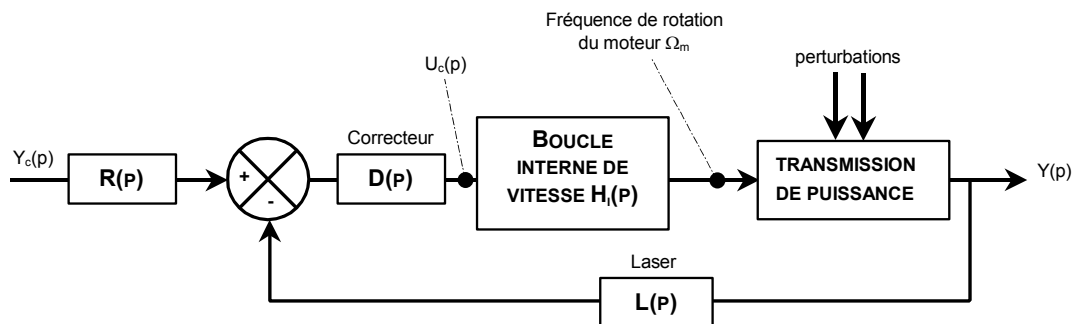 Fréquence de rotation
du moteur Ωm
Uc(p)
perturbations
Yc(p)
R(P)
+
-
Correcteur
D(P)
BOUCLE
INTERNE DE
VITESSE HI(P)
TRANSMISSION
DE PUISSANCE
Y(p)
Laser
L(P)